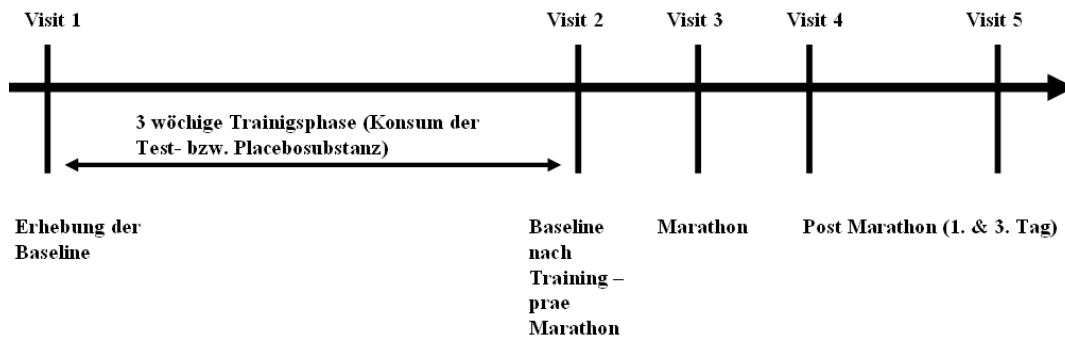 Visit 1
Visit 2
Visit 3
Visit 4
Visit 5
3 wöchige Trainigsphase (Konsum der
Test- bzw. Placebosubstanz)
Erhebung der
Baseline
Baseline
nach
Training –
prae
Marathon
Marathon
Post Marathon (1. & 3. Tag)